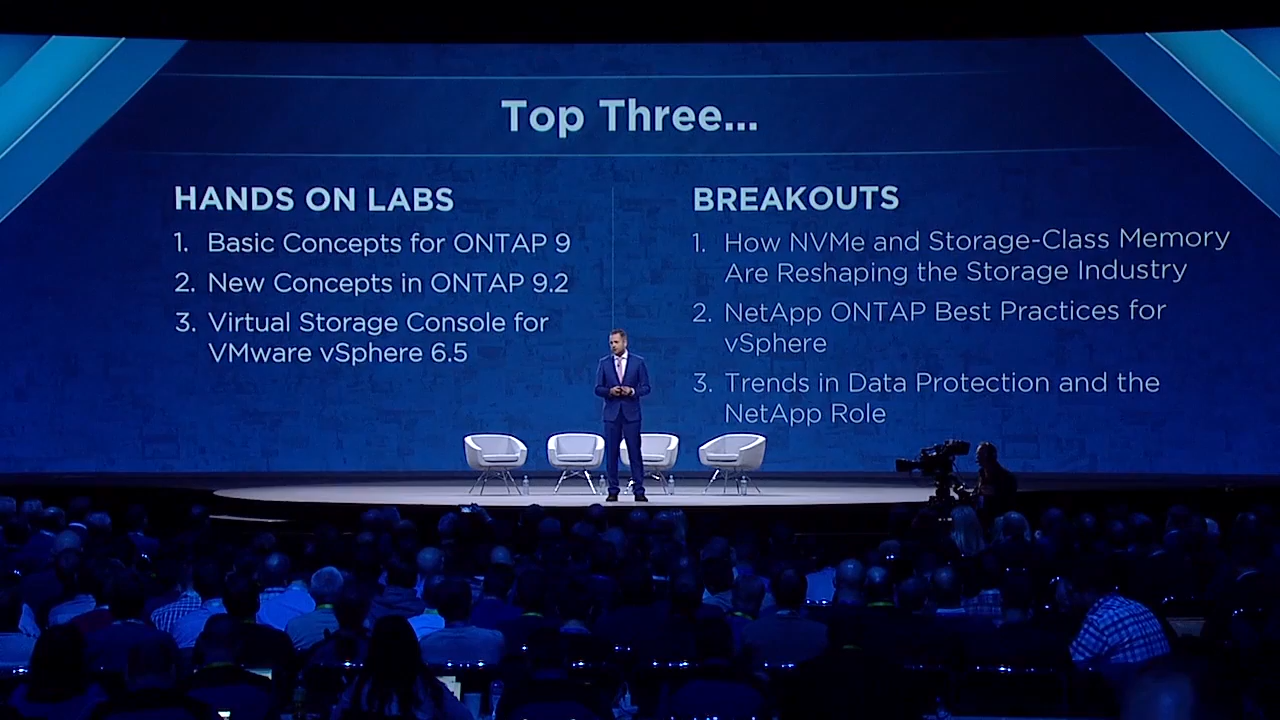 Top Three...
HANDS ON LABS
1. Basic Concepts for ONTAP 9
2. New Concepts in ONTAP 9.2
3. Virtual Storage Console for
VMware vSphere 6.5
BREAKOUTS
1. How NVMe and Storage-Class Memory
Are Reshaping the Storage Industry
2. NetApp ONTAP Best Practices for
vSphere
3. Trends in Data Protection and the
NetApp Role